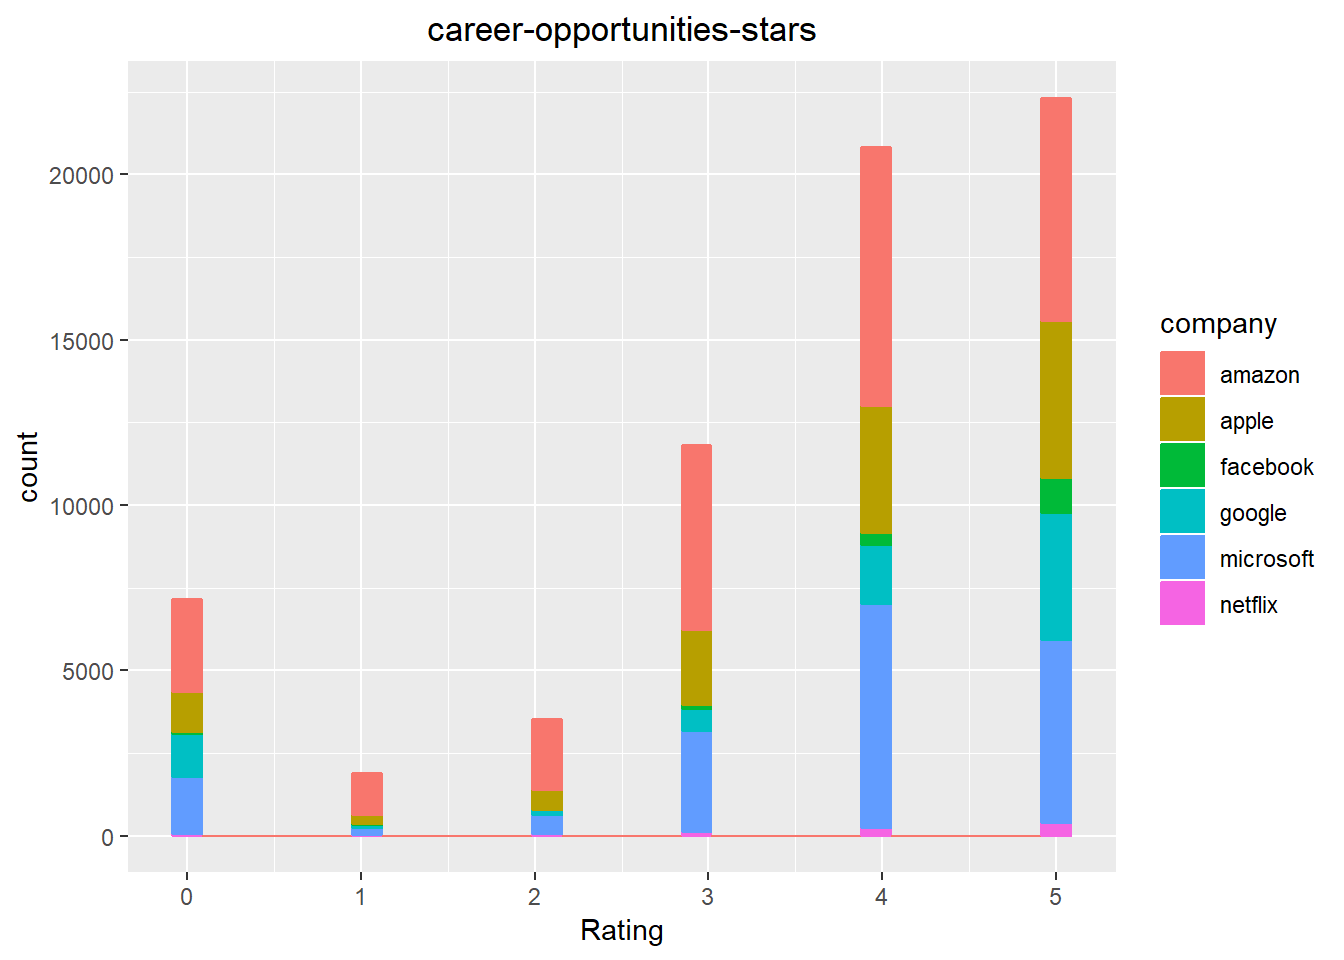 career-opportunities-stars
20000
15000
10000
5000
0
count
0 1 2 3 4 5
Rating
company
amazon
apple
facebook
google
microsoft
netflix